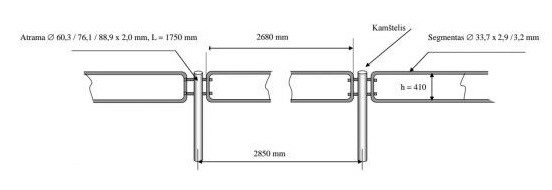 Kamštelis
Atrama ∅ 60,3 / 76,1 / 88,9 x 2,0 mm, L = 1750 mm
2680 mm
Segmentas ∅ 33,7 x 2,9 /3,2 mm
h = 410
2850 mm